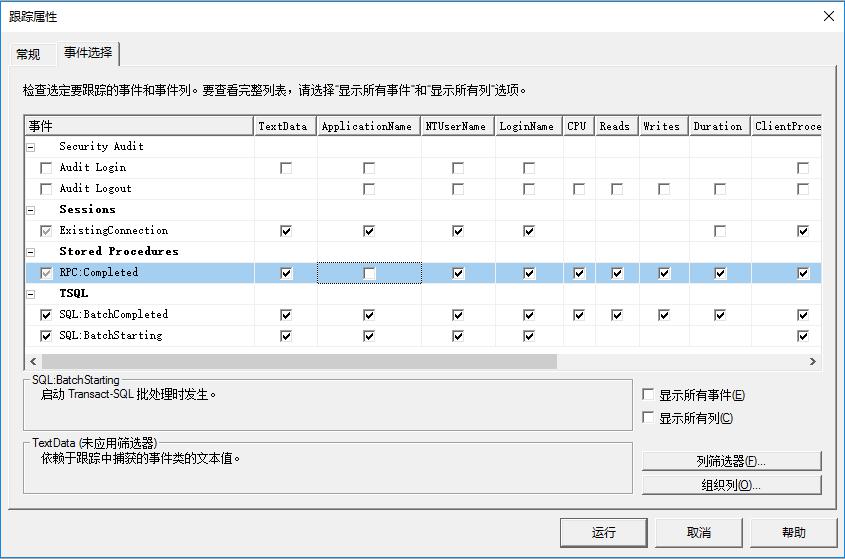 跟踪属性
常规
事件选择
检查选定要跟踪的事件和事件列。要查看完整列表，请选择"显示所有事件"和"显示所有列"选项。
事件 TextData ApplicationName NTUserName LoginName CPU Reads Writes Duration ClientProce
Security Audit
Audit Login
Audit Logout
Sessions
ExistingConnection
Stored Procedures
RPC:Completed
TSQL
SQL:BatchCompleted
SQL:BatchStarting
SQL:BatchStarting
启动 Transact-SQL 批处理时发生。
显示所有事件(E)
显示所有列(C)
TextData (未应用筛选器)
依赖于跟踪中捕获的事件类的文本值。
列筛选器(F)...
组织列(O)...
运行
取消
帮助